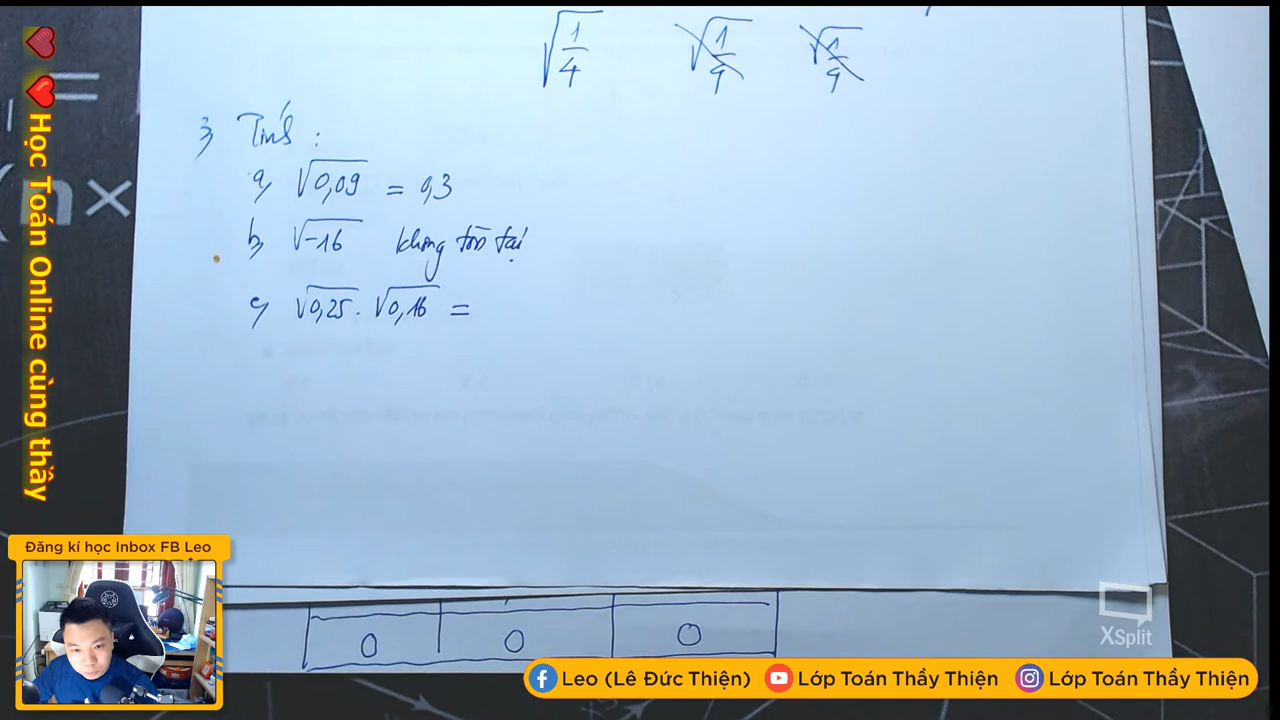 √1/4 √1/9 √1/9
3, Tính :
a, √0,09 = 0,3
b, √-16 không tồn tại
c, √0,25 . √0,16 =
0 0 0
Học Toán Online cùng thầy
n×
Đăng kí học Inbox FB Leo
XSplit
Leo (Lê Đức Thiện) Lớp Toán Thầy Thiện Lớp Toán Thầy Thiện